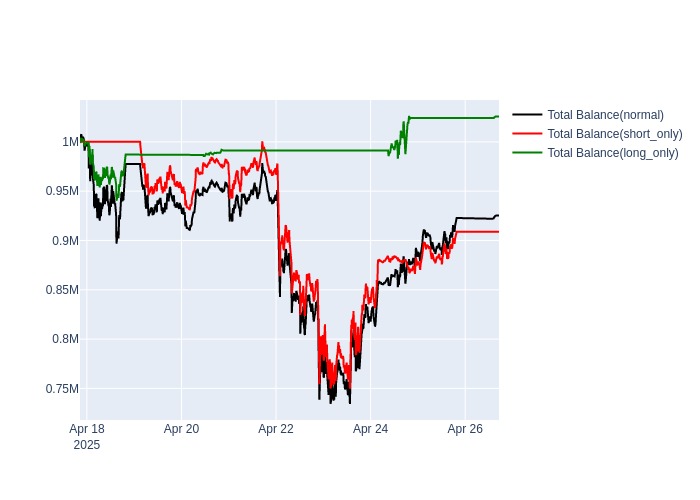 1M
0.95M
0.9M
0.85M
0.8M
0.75M
Apr 18
2025
Apr 20
Apr 22
Apr 24
Apr 26
Total Balance(normal)
Total Balance(short_only)
Total Balance(long_only)